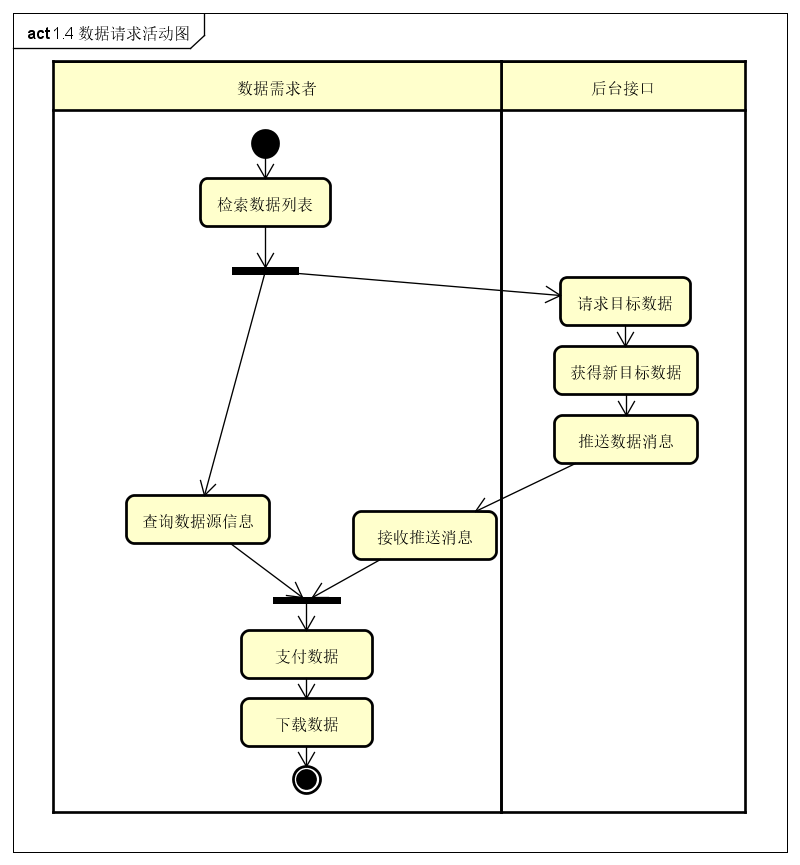 act 1.4 数据请求活动图
数据需求者
后台接口
检索数据列表
请求目标数据
获得新目标数据
推送数据消息
查询数据源信息
接收推送消息
支付数据
下载数据